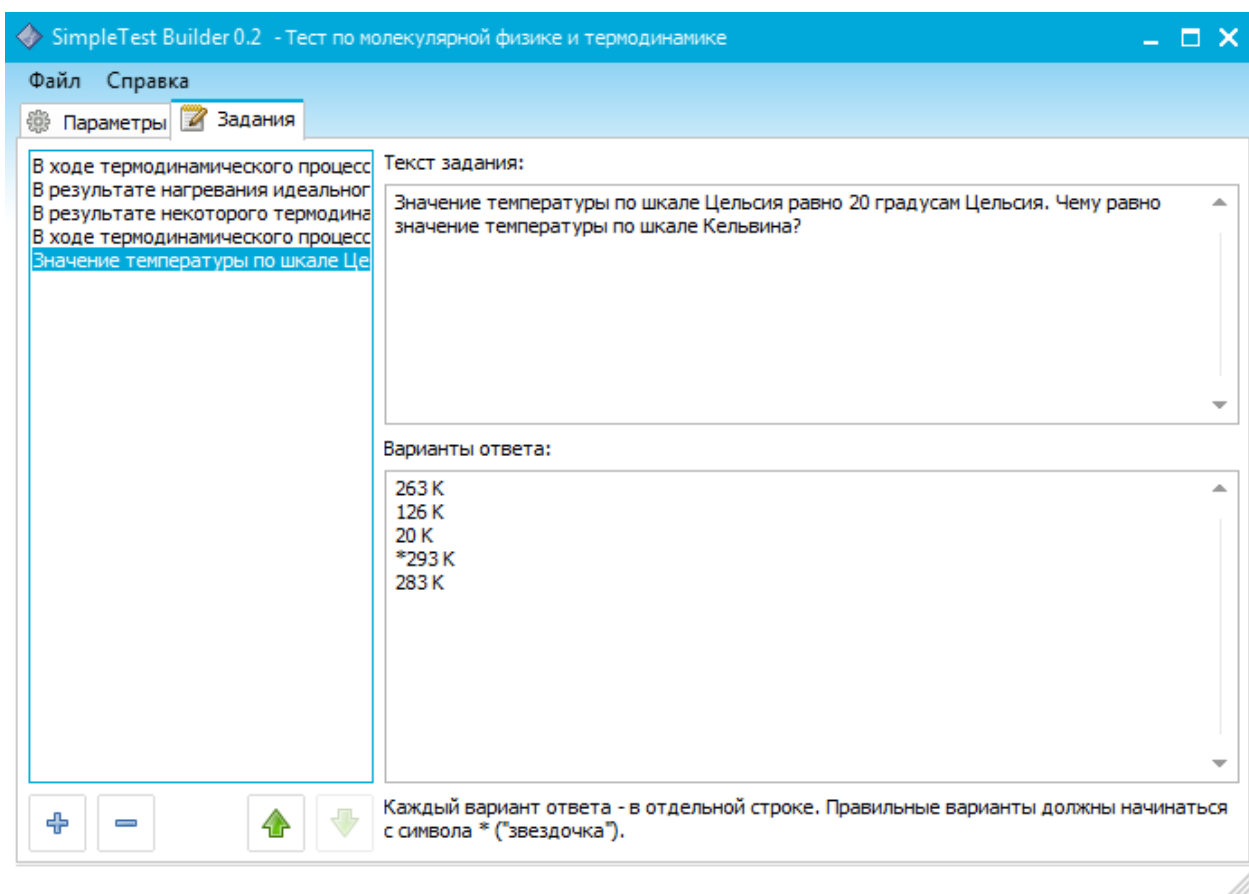 SimpleTest Builder 0.2 - Тест по молекулярной физике и термодинамике
Файл Справка
Параметры Задания
В ходе термодинамического процесс
В результате нагревания идеальног
В результате некоторого термодина
В ходе термодинамического процесс
Значение температуры по шкале Це
Текст задания:
Значение температуры по шкале Цельсия равно 20 градусам Цельсия. Чему равно
значение температуры по шкале Кельвина?
Варианты ответа:
263 К
126 К
20 К
*293 К
283 К
Каждый вариант ответа - в отдельной строке. Правильные варианты должны начинаться
с символа * ("звездочка").